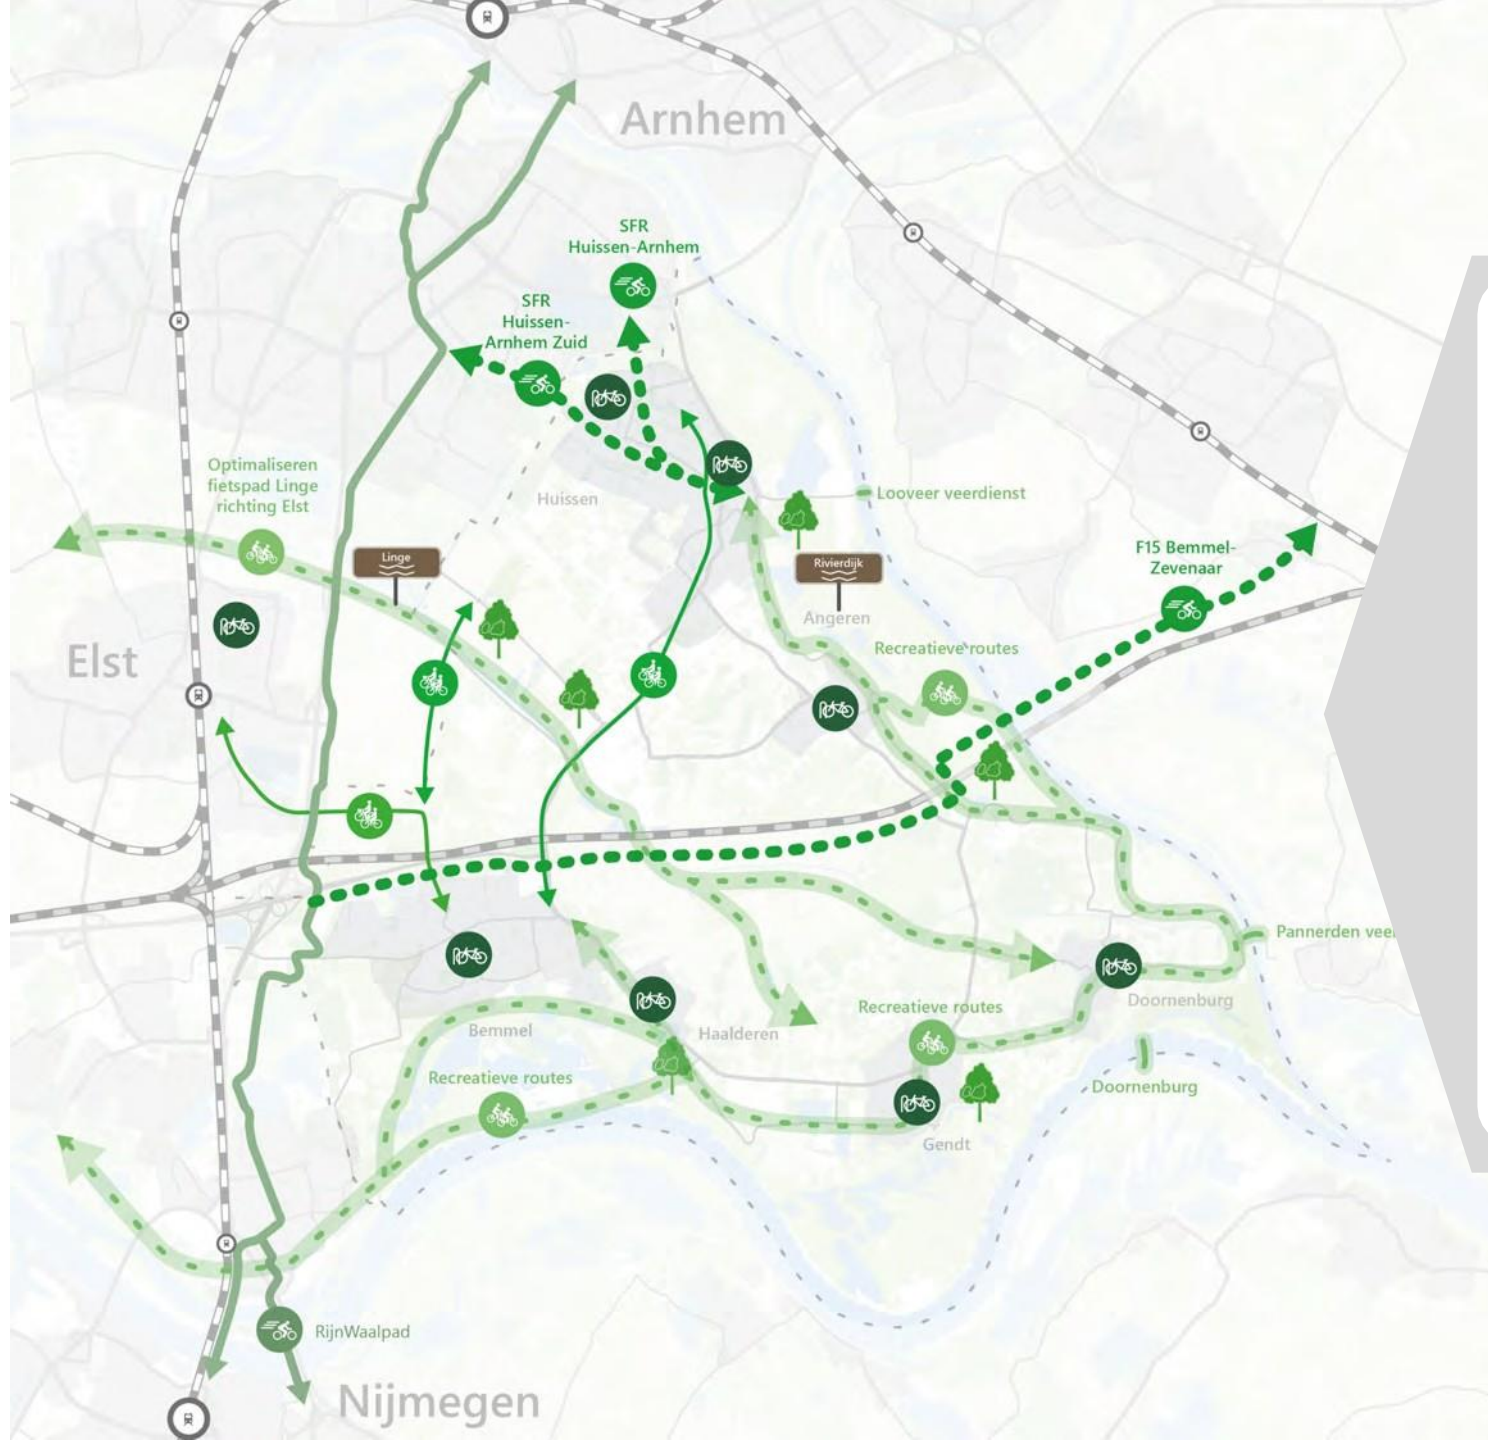 Arnhem
SFR
Huissen-Arnhem
SFR
Huissen-
Arnhem Zuid
Optimaliseren
fietspad Linge
richting Elst
Huissen
Looveer veerdienst
Linge
Rivierdijk
F15 Bemmel-
Zevenaar
Angeren
Elst
Recreatieve routes
Pannerden vee
Doornenburg
Recreatieve routes
Bemmel
Haalderen
Recreatieve routes
Doornenburg
Gendt
RijnWaalpad
Nijmegen